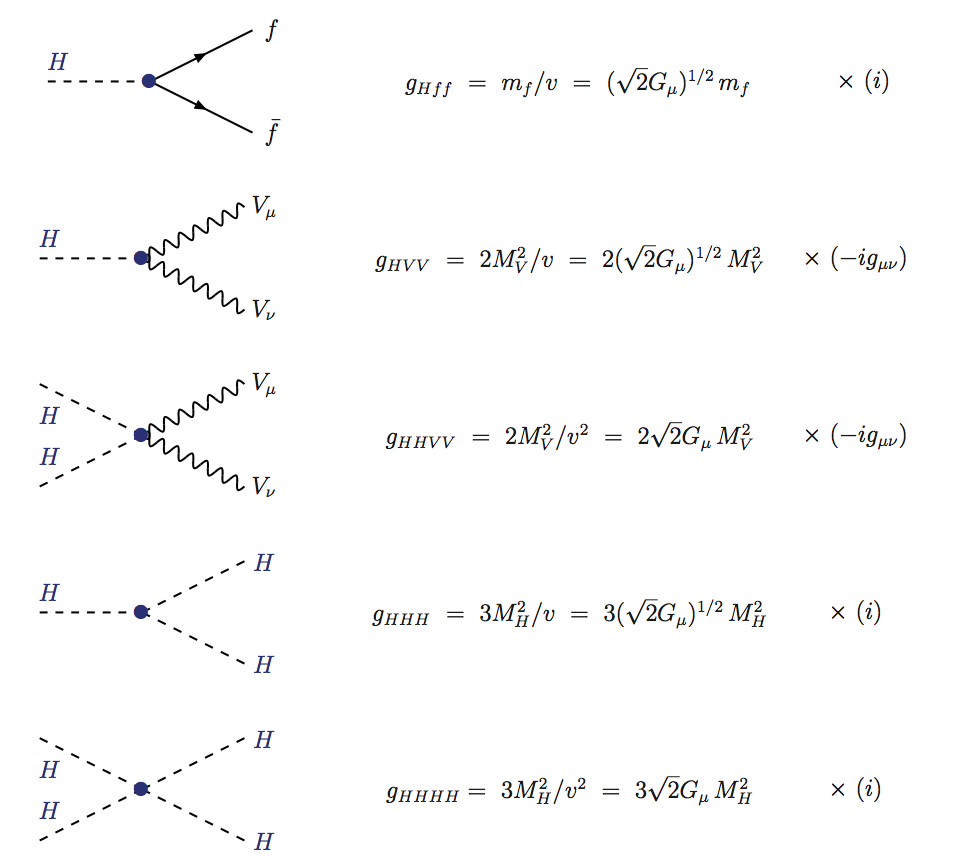 f
H
g_{Hff} = m_f/v = (√2G_μ)^{1/2} m_f × (i)
f̄
V_μ
H
g_{HVV} = 2M_V^2/v = 2(√2G_μ)^{1/2} M_V^2 × (−ig_{μν})
V_ν
V_μ
H
g_{HHVV} = 2M_V^2/v^2 = 2√2G_μ M_V^2 × (−ig_{μν})
H
V_ν
H
H
g_{HHH} = 3M_H^2/v = 3(√2G_μ)^{1/2} M_H^2 × (i)
H
H
H
g_{HHHH} = 3M_H^2/v^2 = 3√2G_μ M_H^2 × (i)
H
H